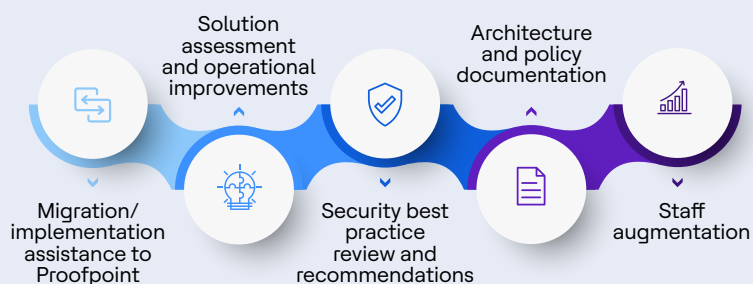 Migration/
implementation
assistance to
Proofpoint
Solution
assessment
and operational
improvements
Security best
practice
review and
recommendations
Architecture
and policy
documentation
Staff
augmentation